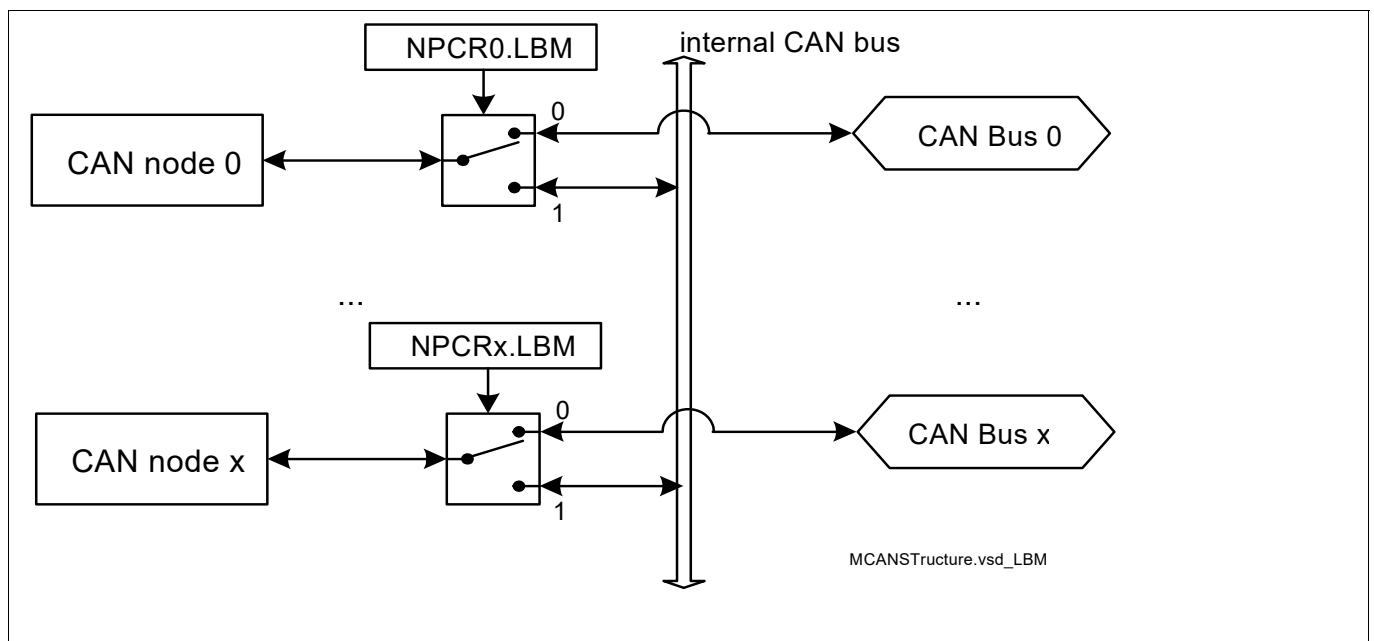 NPCR0.LBM
internal CAN bus
0
CAN node 0
CAN Bus 0
1
...
...
NPCRx.LBM
0
CAN node x
CAN Bus x
1
MCANSTructure.vsd_LBM